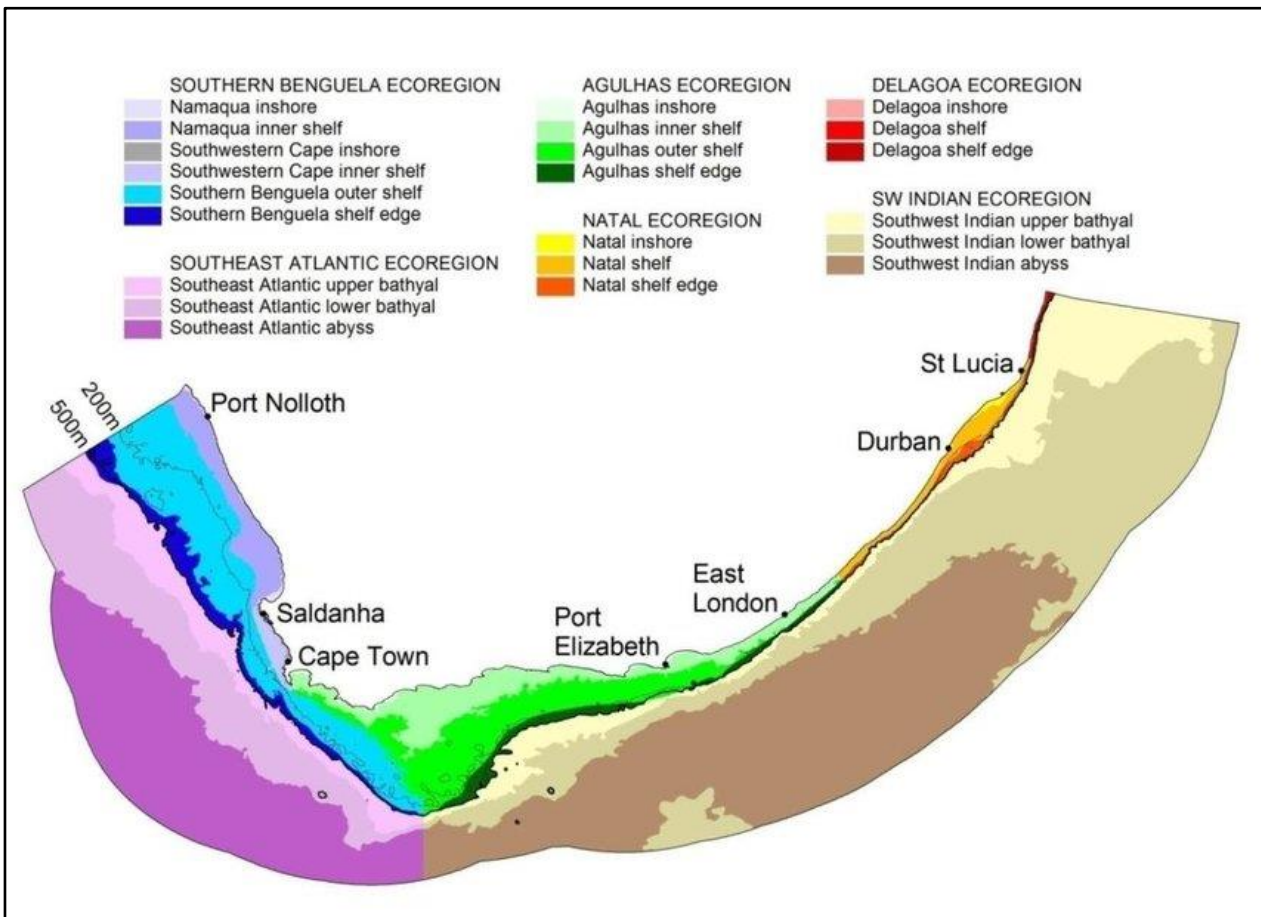 SOUTHERN BENGUELA ECOREGION
Namaqua inshore
Namaqua inner shelf
Southwestern Cape inshore
Southwestern Cape inner shelf
Southern Benguela outer shelf
Southern Benguela shelf edge
SOUTHEAST ATLANTIC ECOREGION
Southeast Atlantic upper bathyal
Southeast Atlantic lower bathyal
Southeast Atlantic abyss
AGULHAS ECOREGION
Agulhas inshore
Agulhas inner shelf
Agulhas outer shelf
Agulhas shelf edge
NATAL ECOREGION
Natal inshore
Natal shelf
Natal shelf edge
DELAGOA ECOREGION
Delagoa inshore
Delagoa shelf
Delagoa shelf edge
SW INDIAN ECOREGION
Southwest Indian upper bathyal
Southwest Indian lower bathyal
Southwest Indian abyss
200m
500m
Port Nolloth
Saldanha
Cape Town
Port
Elizabeth
East
London
Durban
St Lucia